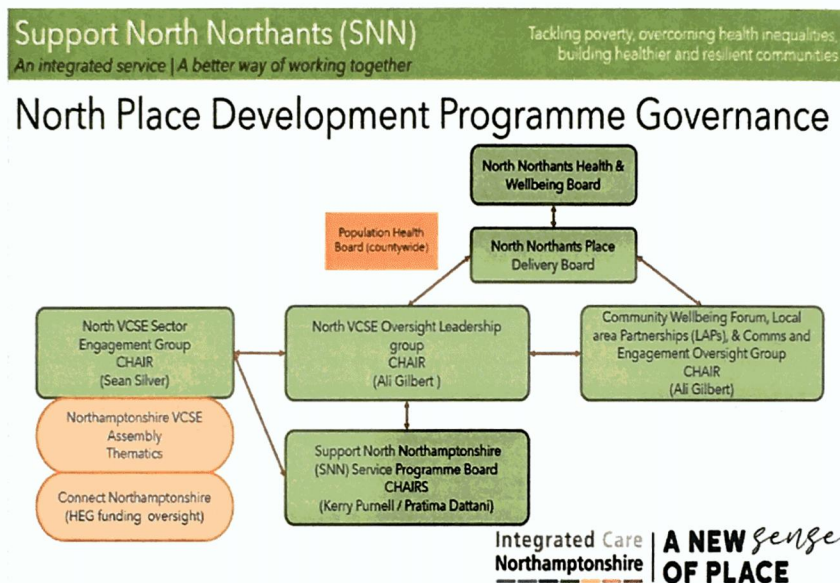 Support North Northants (SNN)
An integrated service | A better way of working together
Tackling poverty, overcoming health inequalities,
building healthier and resilient communities
North Place Development Programme Governance
North Northants Health &
Wellbeing Board
Population Health
Board (countywide)
North Northants Place
Delivery Board
North VCSE Sector
Engagement Group
CHAIR
(Sean Silver)
North VCSE Oversight Leadership
group
CHAIR
(Ali Gilbert )
Community Wellbeing Forum, Local
area Partnerships (LAPs), & Comms and
Engagement Oversight Group
CHAIR
(Ali Gilbert)
Northamptonshire VCSE
Assembly
Thematics
Connect Northamptonshire
(HEG funding oversight)
Support North Northamptonshire
(SNN) Service Programme Board
CHAIRS
(Kerry Purnell / Pratima Dattani)
Integrated Care
Northamptonshire
A NEW sense
OF PLACE